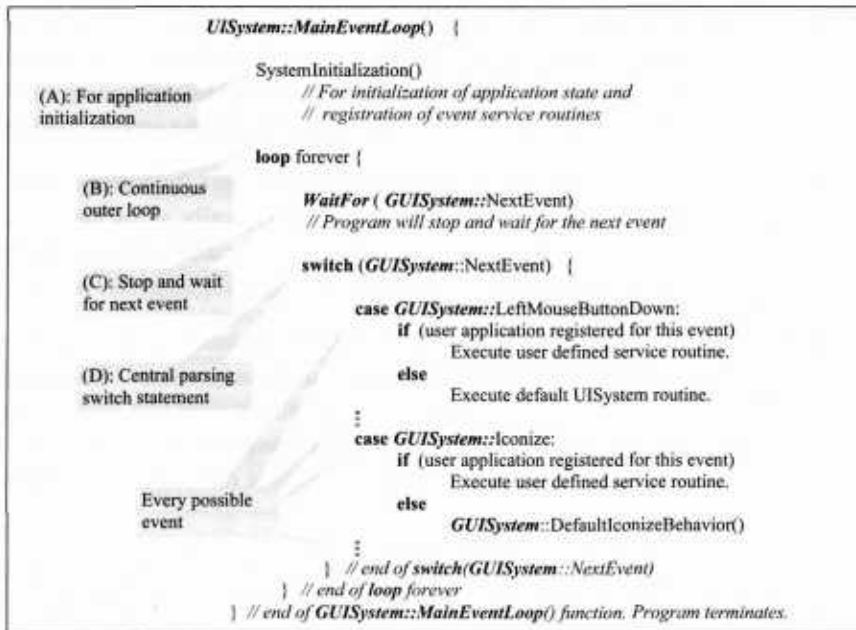 UISystem::MainEventLoop() {
SystemInitialization()
// For initialization of application state and
// registration of event service routines
(A): For application
initialization
loop forever {
(B): Continuous
outer loop
WaitFor ( GUISystem::NextEvent)
// Program will stop and wait for the next event
switch (GUISystem::NextEvent) {
(C): Stop and wait
for next event
case GUISystem::LeftMouseButtonDown:
if (user application registered for this event)
Execute user defined service routine.
else
Execute default UISystem routine.
(D): Central parsing
switch statement
⋮
case GUISystem::Iconize:
if (user application registered for this event)
Execute user defined service routine.
else
GUISystem::DefaultIconizeBehavior()
Every possible
event
⋮
} // end of switch(GUISystem::NextEvent)
} // end of loop forever
} // end of GUISystem::MainEventLoop() function. Program terminates.